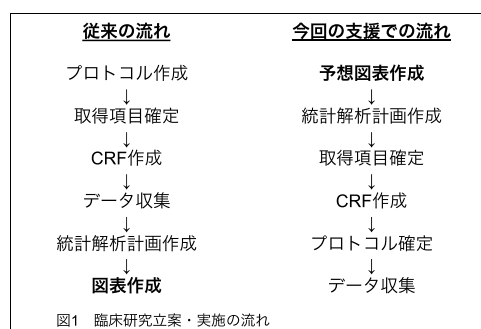 従来の流れ
プロトコル作成
↓
取得項目確定
↓
CRF作成
↓
データ収集
↓
統計解析計画作成
↓
図表作成
今回の支援での流れ
予想図表作成
↓
統計解析計画作成
↓
取得項目確定
↓
CRF作成
↓
プロトコル確定
↓
データ収集
図1　臨床研究立案・実施の流れ